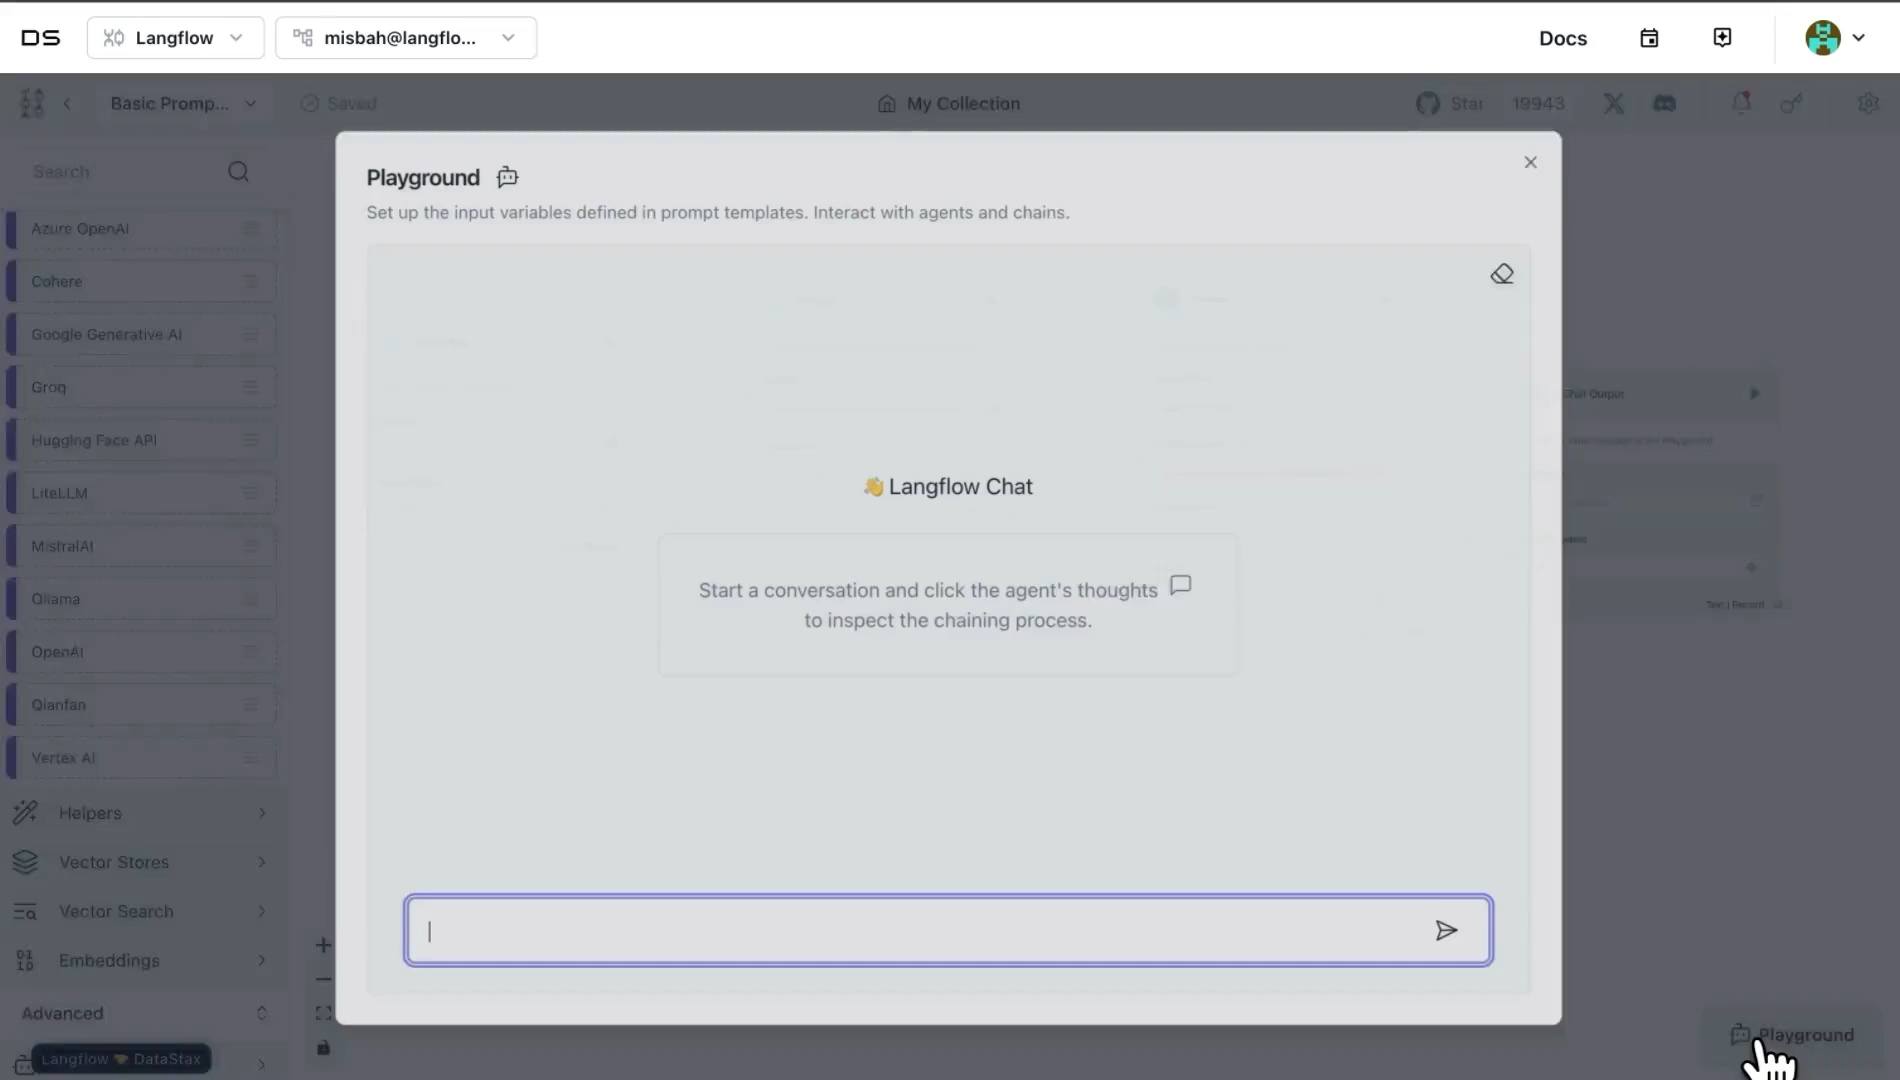 DS
Langflow
misbah@langflo...
Docs
Basic Promp...
Saved
My Collection
Star
19943
Search
Azure OpenAI
Cohere
Google Generative AI
Groq
Hugging Face API
LiteLLM
MistralAI
Ollama
OpenAI
Qianfan
Vertex AI
Helpers
Vector Stores
Vector Search
Embeddings
Advanced
Langflow 🤝 DataStax
Playground
Set up the input variables defined in prompt templates. Interact with agents and chains.
👋 Langflow Chat
Start a conversation and click the agent's thoughts
to inspect the chaining process.
Chat Output
Text | Record
Playground